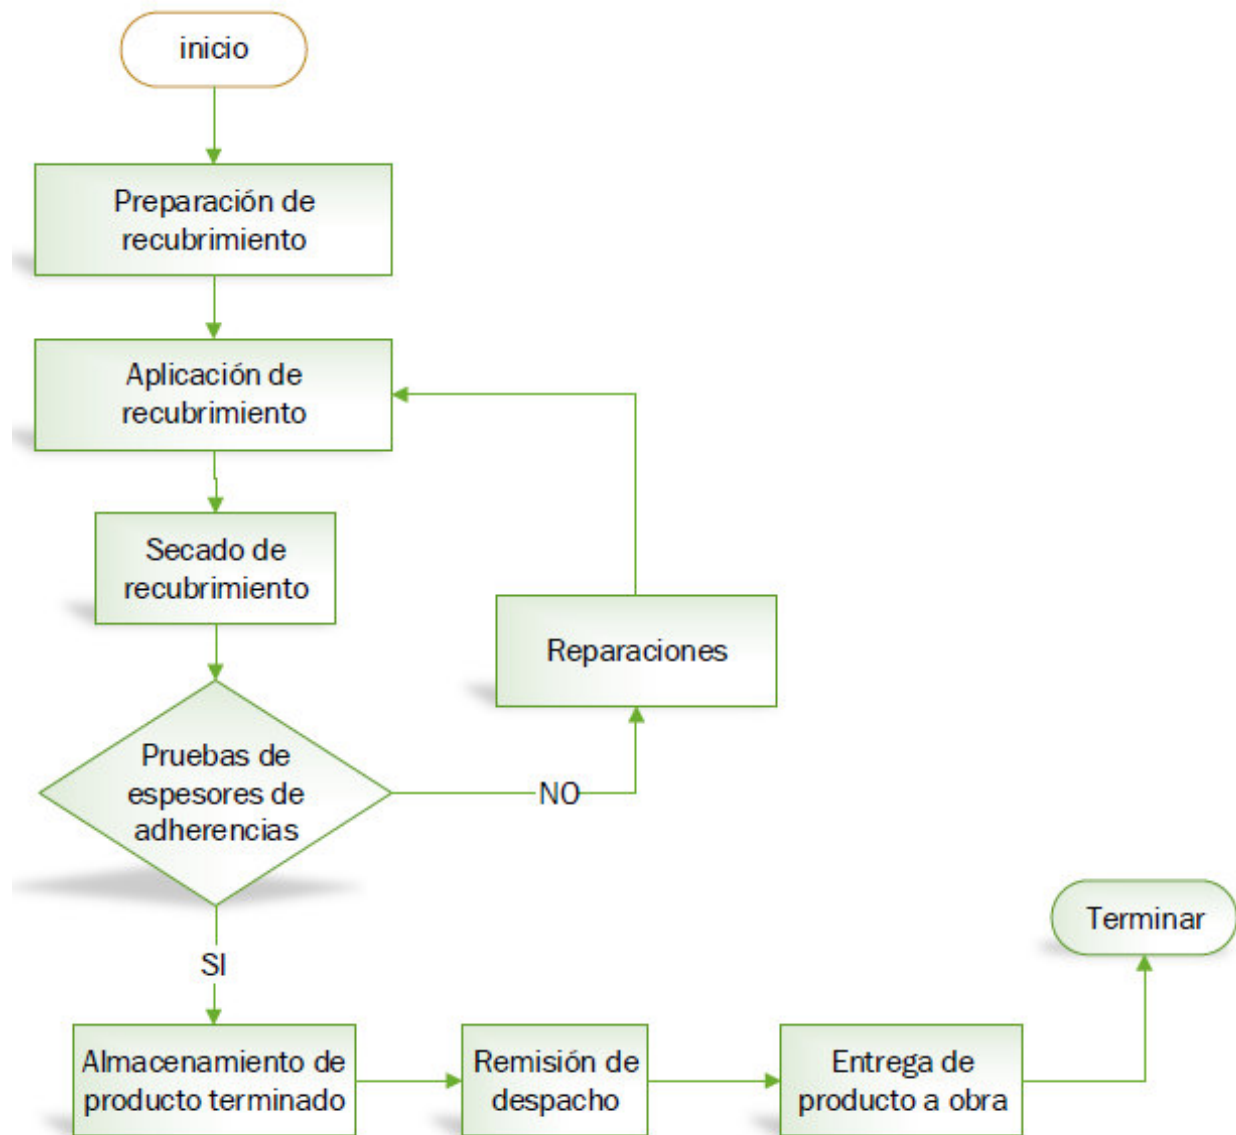 inicio
Preparación de
recubrimiento
Aplicación de
recubrimiento
Secado de
recubrimiento
Reparaciones
Pruebas de
espesores de
adherencias
NO
SI
Terminar
Almacenamiento de
producto terminado
Remisión de
despacho
Entrega de
producto a obra